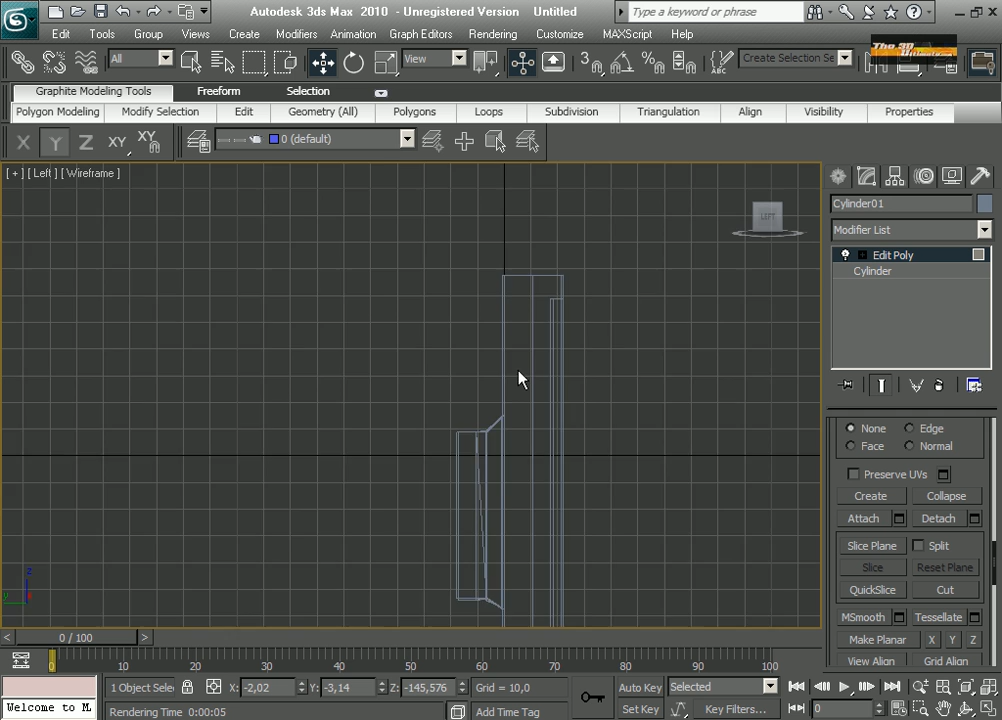 Autodesk 3ds Max 2010 - Unregistered Version Untitled
Type a keyword or phrase
Edit Tools Group Views Create Modifiers Animation Graph Editors Rendering Customize MAXScript Help
All View 3 Create Selection Se
Graphite Modeling Tools Freeform Selection
Polygon Modeling Modify Selection Edit Geometry (All) Polygons Loops Subdivision Triangulation Align Visibility Properties
X Y Z XY XY 0 (default)
[ + ] [ Left ] [ Wireframe ]
LEFT
Cylinder01
Modifier List
Edit Poly
Cylinder
None Edge
Face Normal
Preserve UVs
Create Collapse
Attach Detach
Slice Plane Split
Slice Reset Plane
QuickSlice Cut
MSmooth Tessellate
Make Planar X Y Z
View Align Grid Align
z
y
< 0 / 100 >
0 10 20 30 40 50 60 70 80 90 100
1 Object Selec X: -2,02 Y: -3,14 Z: -145,576 Grid = 10,0 Auto Key Selected
Welcome to M. Rendering Time 0:00:05 Add Time Tag Set Key Key Filters... 0